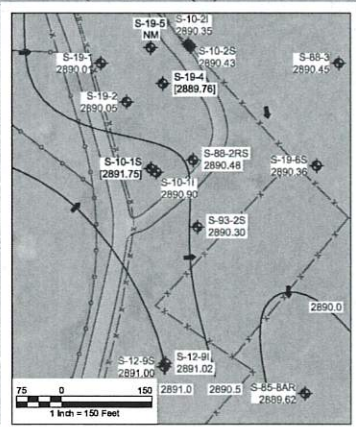 S-19-5
NM
S-10-2I
2890.35
S-19-1
2890.01
S-10-2S
2890.43
S-88-3
2890.45
S-19-4
[2889.76]
S-19-2
2890.05
S-88-2RS
2890.48
S-10-1S
[2891.75]
S-10-1I
2890.90
S-19-6S
2890.36
S-93-2S
2890.30
2890.0
S-12-9S
2891.00
S-12-9I
2891.02
2891.0
2890.5
S-85-8AR
2889.62
75 0 150
1 Inch = 150 Feet